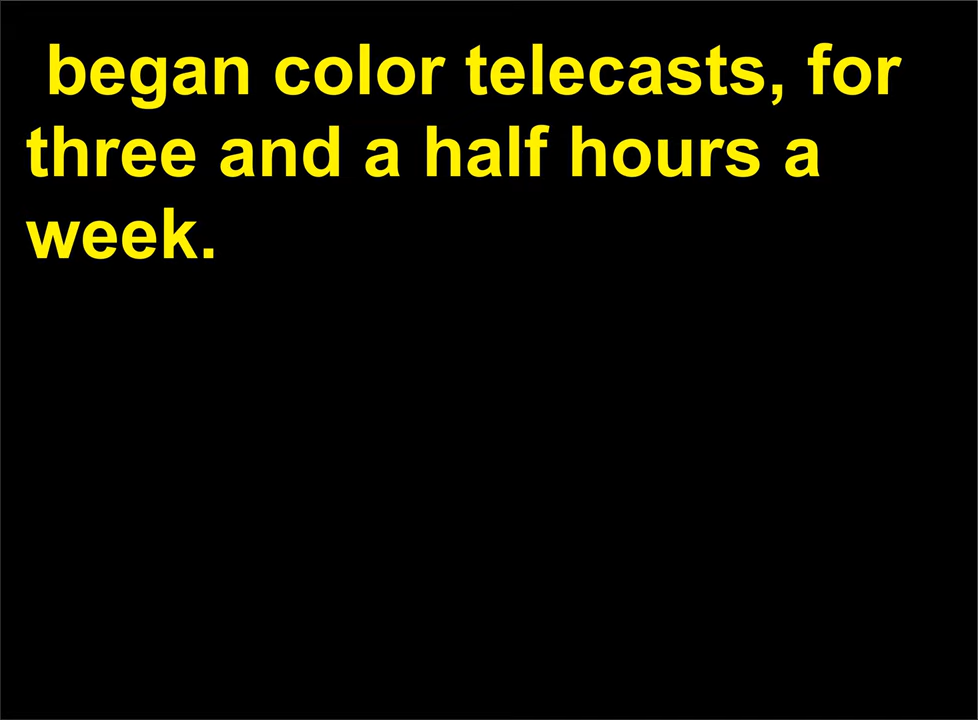 began color telecasts, for
three and a half hours a
week.